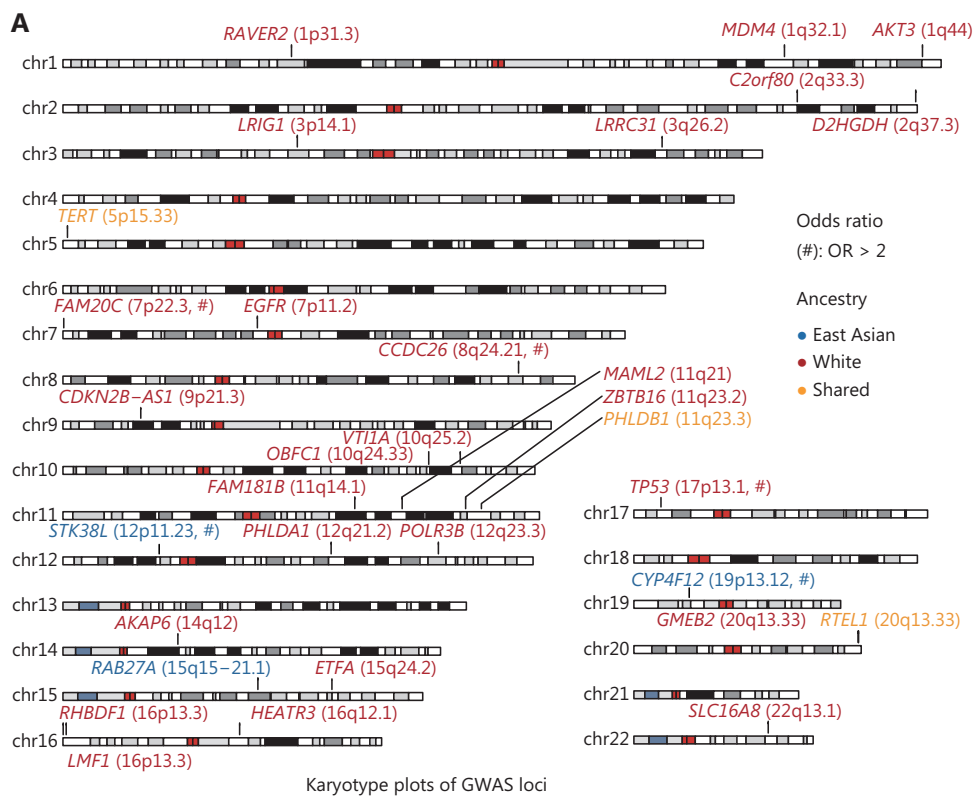 A
RAVER2 (1p31.3)
MDM4 (1q32.1)
AKT3 (1q44)
chr1
C2orf80 (2q33.3)
chr2
LRIG1 (3p14.1)
LRRC31 (3q26.2)
D2HGDH (2q37.3)
chr3
chr4
TERT (5p15.33)
chr5
Odds ratio
(#): OR > 2
chr6
FAM20C (7p22.3, #)
EGFR (7p11.2)
Ancestry
East Asian
White
Shared
chr7
CCDC26 (8q24.21, #)
chr8
MAML2 (11q21)
ZBTB16 (11q23.2)
PHLDB1 (11q23.3)
CDKN2B−AS1 (9p21.3)
chr9
VTI1A (10q25.2)
OBFC1 (10q24.33)
chr10
FAM181B (11q14.1)
chr11
STK38L (12p11.23, #)
PHLDA1 (12q21.2)
POLR3B (12q23.3)
chr12
chr13
AKAP6 (14q12)
chr14
RAB27A (15q15−21.1)
ETFA (15q24.2)
chr15
RHBDF1 (16p13.3)
HEATR3 (16q12.1)
chr16
LMF1 (16p13.3)
TP53 (17p13.1, #)
chr17
chr18
CYP4F12 (19p13.12, #)
chr19
GMEB2 (20q13.33)
RTEL1 (20q13.33)
chr20
chr21
SLC16A8 (22q13.1)
chr22
Karyotype plots of GWAS loci